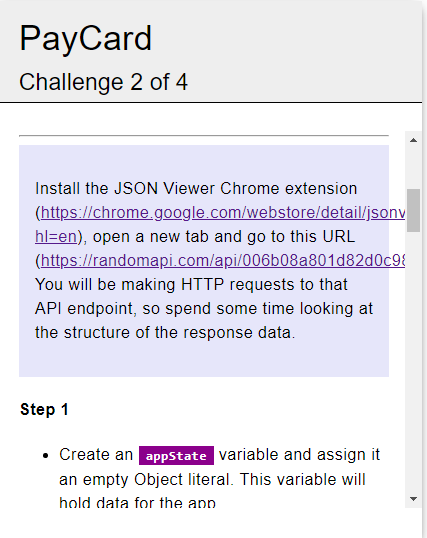 PayCard
Challenge 2 of 4
Install the JSON Viewer Chrome extension
(https://chrome.google.com/webstore/detail/jsonv
hl=en), open a new tab and go to this URL
(https://randomapi.com/api/006b08a801d82d0c98
You will be making HTTP requests to that
API endpoint, so spend some time looking at
the structure of the response data.
Step 1
• Create an appState variable and assign it
an empty Object literal. This variable will
hold data for the app